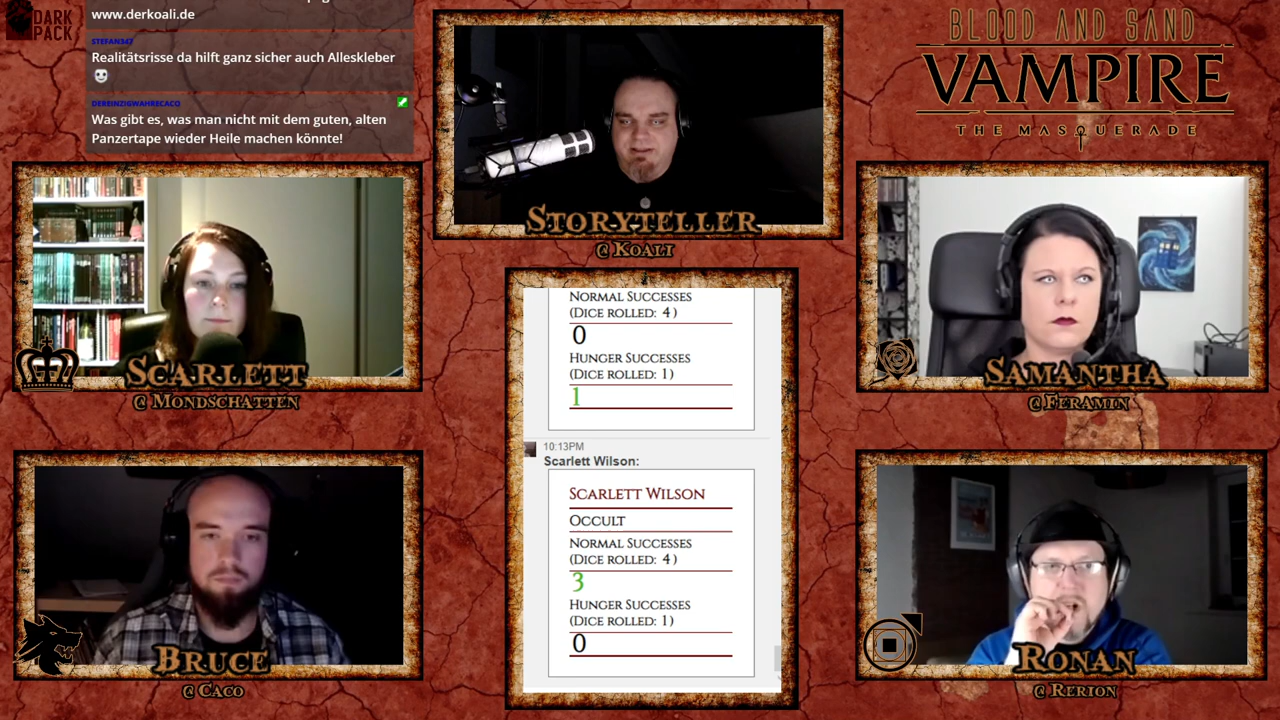 DARK
PACK
www.derkoali.de
STEFAN347
Realitätsrisse da hilft ganz sicher auch Alleskleber
DEREINZIGWAHRECACO
Was gibt es, was man nicht mit dem guten, alten
Panzertape wieder Heile machen könnte!
BLOOD AND SAND
VAMPIRE
THE MASQUERADE
STORYTELLER
@ KOALI
SCARLETT
@ MONDSCHATTEN
SAMANTHA
@ FERAMIN
NORMAL SUCCESSES
(DICE ROLLED: 4 )
0
HUNGER SUCCESSES
(DICE ROLLED: 1)
1
10:13PM
Scarlett Wilson:
SCARLETT WILSON
OCCULT
NORMAL SUCCESSES
(DICE ROLLED: 4 )
3
HUNGER SUCCESSES
(DICE ROLLED: 1)
0
BRUCE
@ CACO
RONAN
@ RERION